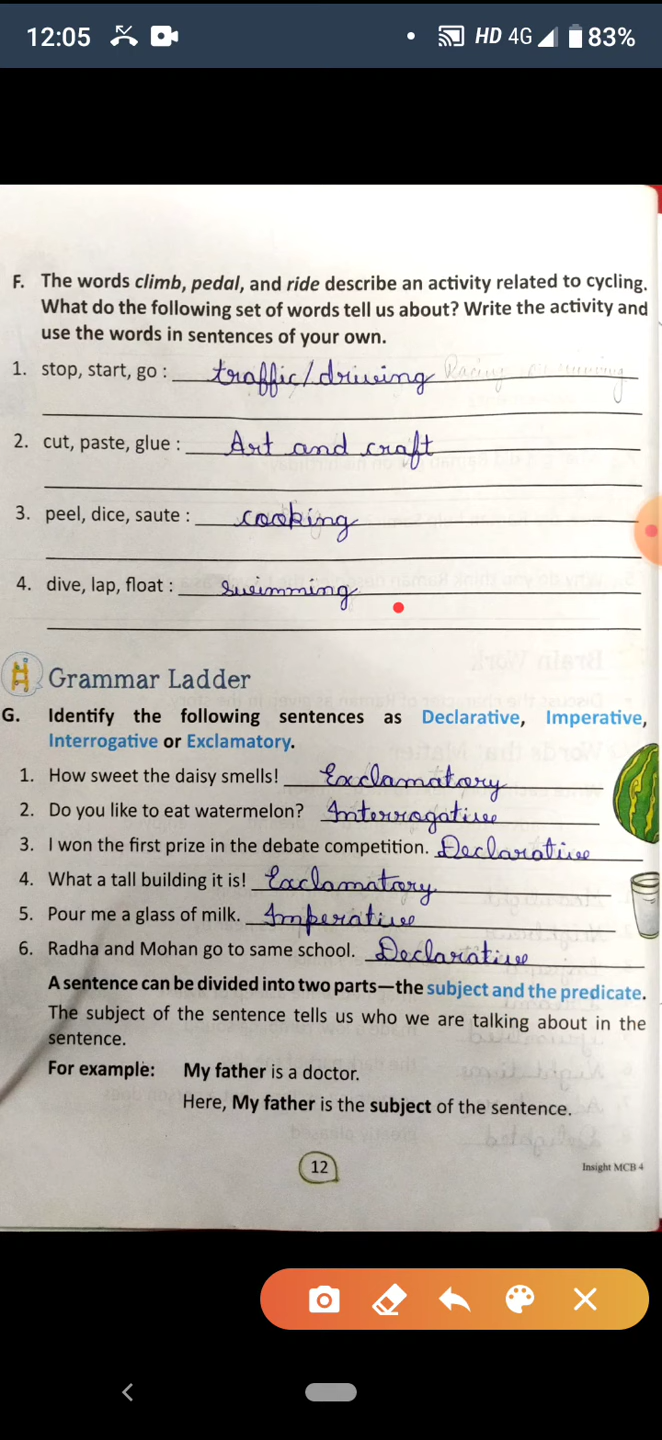 12:05 HD 4G 83%
F. The words climb, pedal, and ride describe an activity related to cycling.
What do the following set of words tell us about? Write the activity and
use the words in sentences of your own.
1. stop, start, go : traffic/driving Racing
2. cut, paste, glue : Art and craft
3. peel, dice, saute : cooking
4. dive, lap, float : swimming
Grammar Ladder
G. Identify the following sentences as Declarative, Imperative,
Interrogative or Exclamatory.
1. How sweet the daisy smells! Exclamatory
2. Do you like to eat watermelon? Interrogative
3. I won the first prize in the debate competition. Declarative
4. What a tall building it is! Exclamatory
5. Pour me a glass of milk. Imperative
6. Radha and Mohan go to same school. Declarative
A sentence can be divided into two parts—the subject and the predicate.
The subject of the sentence tells us who we are talking about in the
sentence.
For example: My father is a doctor.
Here, My father is the subject of the sentence.
12
Insight MCB 4